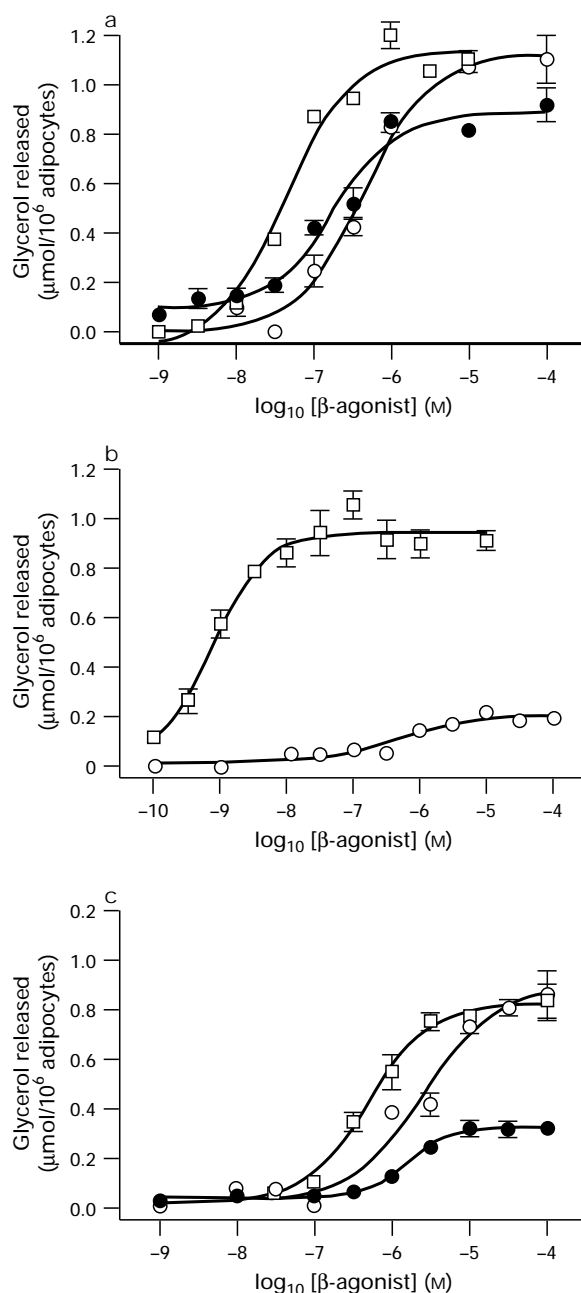 a
1.2
1.0
0.8
0.6
0.4
0.2
0.0
Glycerol released
(μmol/10⁶ adipocytes)
−9 −8 −7 −6 −5 −4
log₁₀ [β-agonist] (M)
b
1.2
1.0
0.8
0.6
0.4
0.2
0
Glycerol released
(μmol/10⁶ adipocytes)
−10 −9 −8 −7 −6 −5 −4
log₁₀ [β-agonist] (M)
c
0.2
0.0
0.8
0.6
0.4
0.2
0.0
Glycerol released
(μmol/10⁶ adipocytes)
−9 −8 −7 −6 −5 −4
log₁₀ [β-agonist] (M)